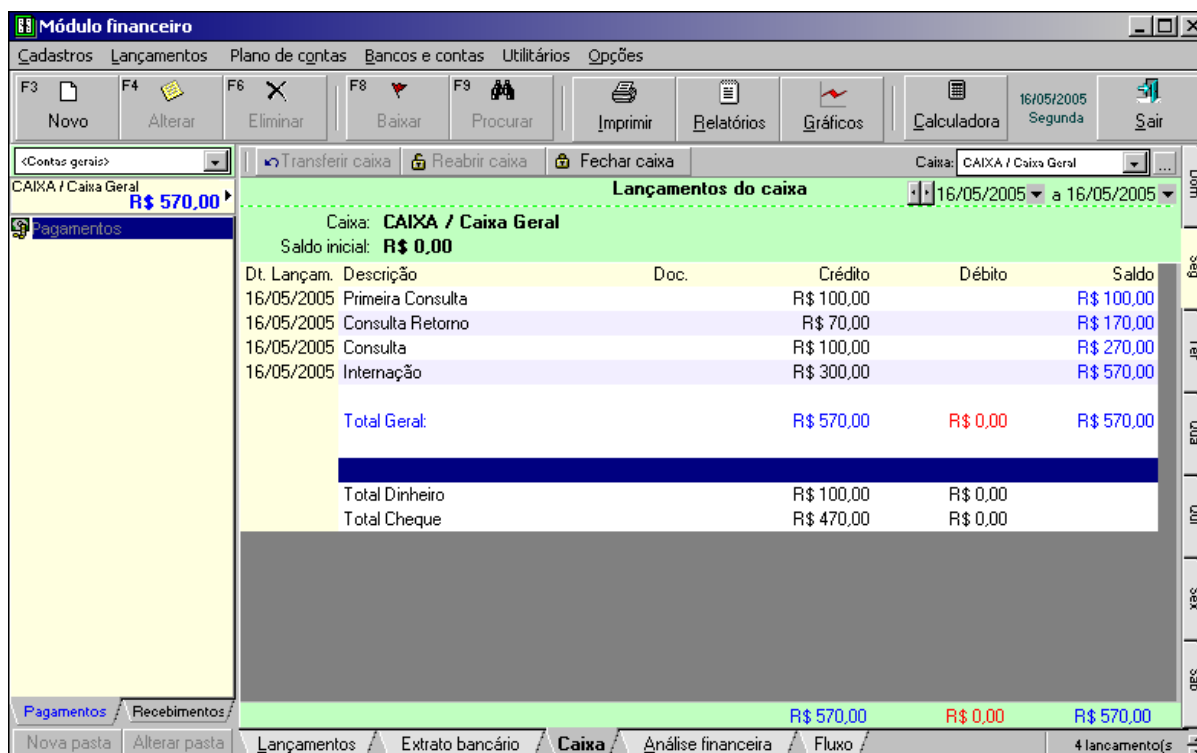 Módulo financeiro
Cadastros Lançamentos Plano de contas Bancos e contas Utilitários Opções
F3 F4 F6 F8 F9
Novo Alterar Eliminar Baixar Procurar Imprimir Relatórios Gráficos Calculadora 16/05/2005 Segunda Sair
<Contas gerais> Transferir caixa Reabrir caixa Fechar caixa Caixa: CAIXA / Caixa Geral ...
CAIXA / Caixa Geral
R$ 570,00
Lançamentos do caixa 16/05/2005 a 16/05/2005
Pagamentos
Caixa: CAIXA / Caixa Geral
Saldo inicial: R$ 0,00
Dt. Lançam. Descrição Doc. Crédito Débito Saldo
16/05/2005 Primeira Consulta R$ 100,00 R$ 100,00
16/05/2005 Consulta Retorno R$ 70,00 R$ 170,00
16/05/2005 Consulta R$ 100,00 R$ 270,00
16/05/2005 Internação R$ 300,00 R$ 570,00
Total Geral: R$ 570,00 R$ 0,00 R$ 570,00
Total Dinheiro R$ 100,00 R$ 0,00
Total Cheque R$ 470,00 R$ 0,00
R$ 570,00 R$ 0,00 R$ 570,00
Pagamentos Recebimentos
Nova pasta Alterar pasta Lançamentos Extrato bancário Caixa Análise financeira Fluxo 4 lancamento(s
Dom
Seg
Ter
Qua
Qui
Sex